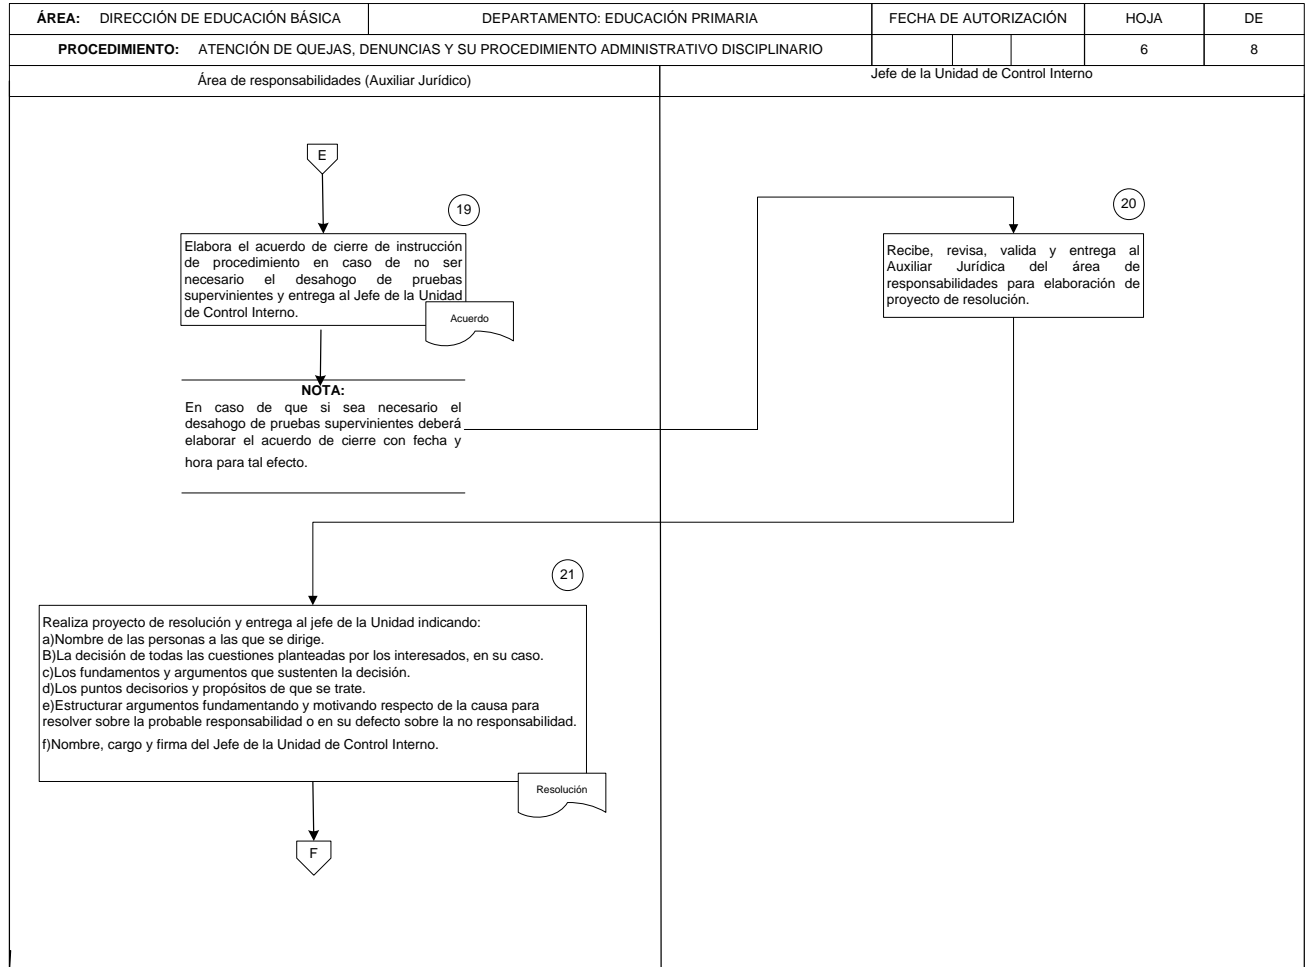 ÁREA: DIRECCIÓN DE EDUCACIÓN BÁSICA DEPARTAMENTO: EDUCACIÓN PRIMARIA FECHA DE AUTORIZACIÓN HOJA DE
PROCEDIMIENTO: ATENCIÓN DE QUEJAS, DENUNCIAS Y SU PROCEDIMIENTO ADMINISTRATIVO DISCIPLINARIO 6 8
Área de responsabilidades (Auxiliar Jurídico) Jefe de la Unidad de Control Interno
E
19
Elabora el acuerdo de cierre de instrucción
de procedimiento en caso de no ser
necesario el desahogo de pruebas
supervinientes y entrega al Jefe de la Unidad
de Control Interno.
Acuerdo
NOTA:
En caso de que si sea necesario el
desahogo de pruebas supervinientes deberá
elaborar el acuerdo de cierre con fecha y
hora para tal efecto.
20
Recibe, revisa, valida y entrega al
Auxiliar Jurídica del área de
responsabilidades para elaboración de
proyecto de resolución.
21
Realiza proyecto de resolución y entrega al jefe de la Unidad indicando:
a)Nombre de las personas a las que se dirige.
B)La decisión de todas las cuestiones planteadas por los interesados, en su caso.
c)Los fundamentos y argumentos que sustenten la decisión.
d)Los puntos decisorios y propósitos de que se trate.
e)Estructurar argumentos fundamentando y motivando respecto de la causa para
resolver sobre la probable responsabilidad o en su defecto sobre la no responsabilidad.
f)Nombre, cargo y firma del Jefe de la Unidad de Control Interno.
Resolución
F